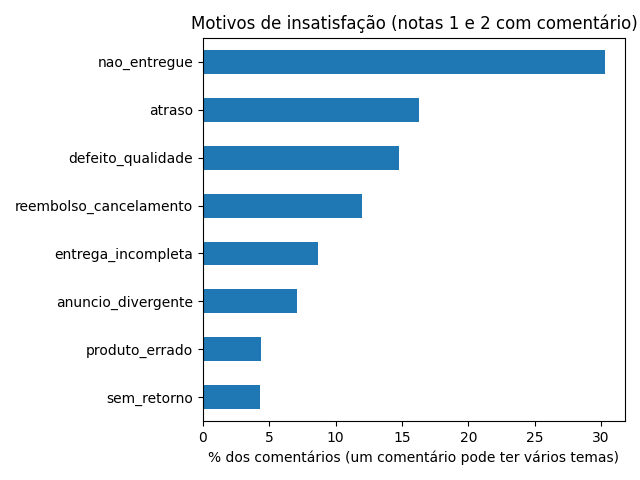 Motivos de insatisfação (notas 1 e 2 com comentário)
nao_entregue
atraso
defeito_qualidade
reembolso_cancelamento
entrega_incompleta
anuncio_divergente
produto_errado
sem_retorno
0 5 10 15 20 25 30
% dos comentários (um comentário pode ter vários temas)